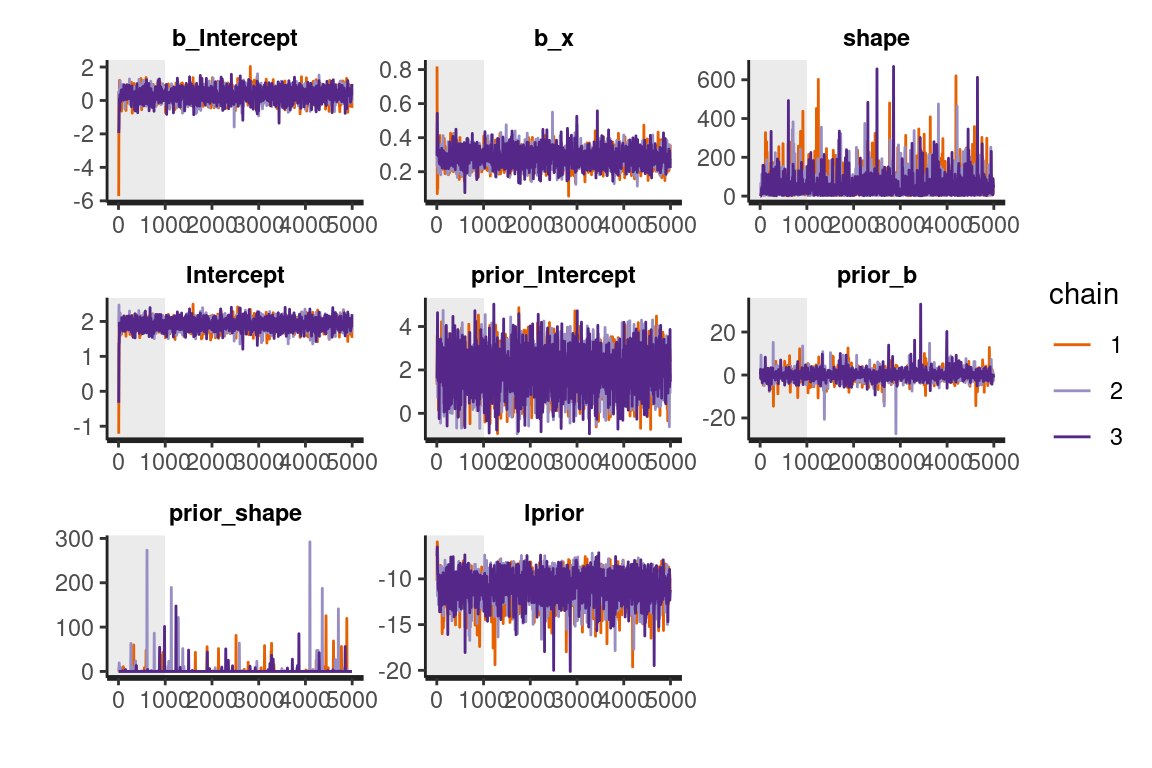 b_Intercept b_x shape
2 0 -2 -4 -6
0.8 0.6 0.4 0.2
600 400 200 0
0 1000 2000 3000 4000 5000 0 1000 2000 3000 4000 5000 0 1000 2000 3000 4000 5000
Intercept prior_Intercept prior_b
2 1 0 -1
4 2 0
20 0 -20
0 1000 2000 3000 4000 5000 0 1000 2000 3000 4000 5000 0 1000 2000 3000 4000 5000
chain
1
2
3
prior_shape lprior
300 200 100 0
-10 -15 -20
0 1000 2000 3000 4000 5000 0 1000 2000 3000 4000 5000